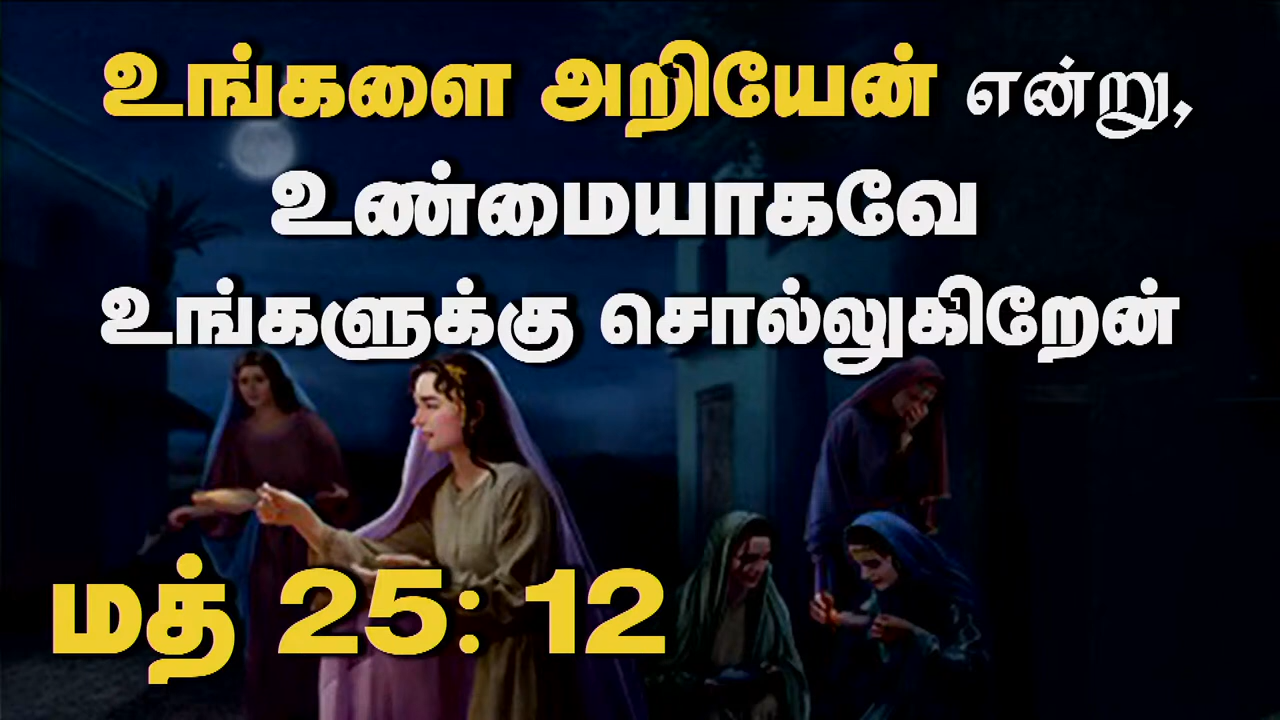 உங்களை அறியேன் என்று,
உண்மையாகவே
உங்களுக்கு சொல்லுகிறேன்
மத் 25: 12